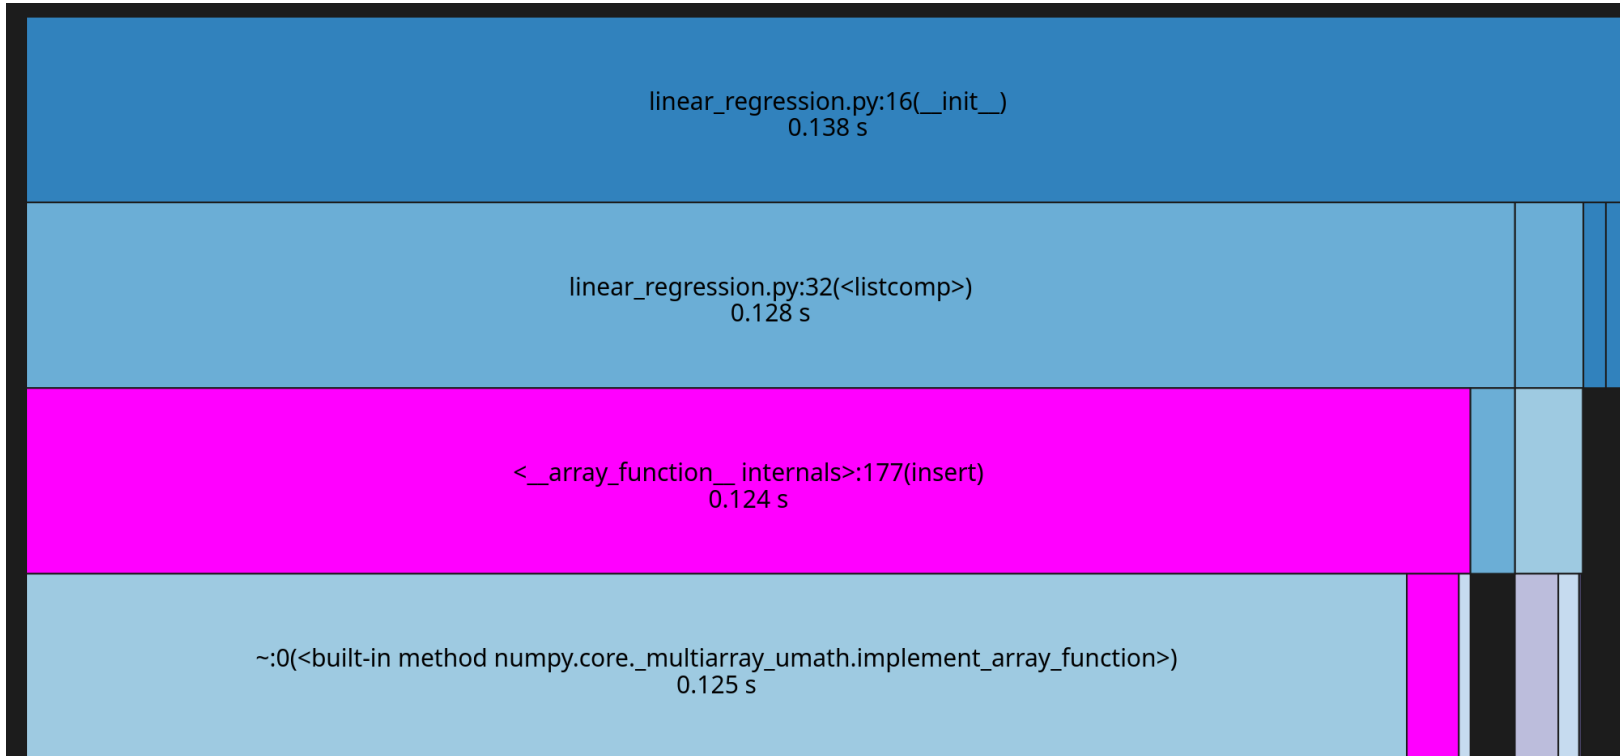 linear_regression.py:16(__init__)
0.138 s
linear_regression.py:32(<listcomp>)
0.128 s
<__array_function__ internals>:177(insert)
0.124 s
~:0(<built-in method numpy.core._multiarray_umath.implement_array_function>)
0.125 s